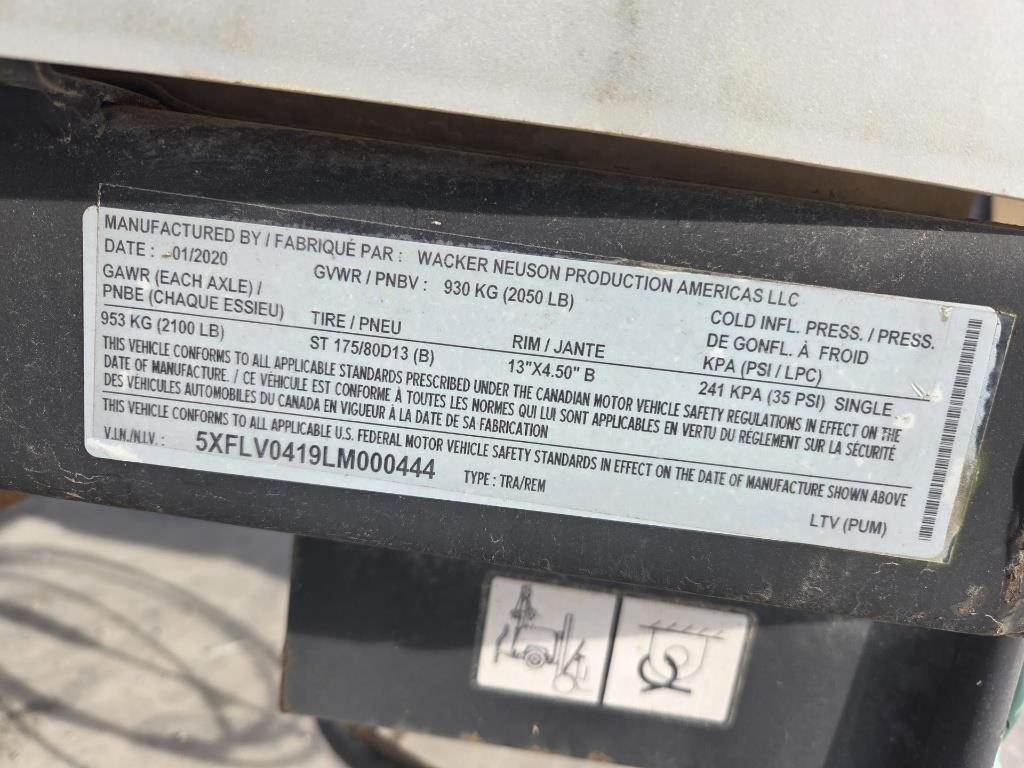 MANUFACTURED BY / FABRIQUÉ PAR : WACKER NEUSON PRODUCTION AMERICAS LLC
DATE : 01/2020 GVWR / PNBV : 930 KG (2050 LB)
GAWR (EACH AXLE) /
PNBE (CHAQUE ESSIEU) TIRE / PNEU RIM / JANTE COLD INFL. PRESS. / PRESS.
DE GONFL. À FROID
KPA (PSI / LPC)
953 KG (2100 LB) ST 175/80D13 (B) 13"X4.50" B 241 KPA (35 PSI) SINGLE
THIS VEHICLE CONFORMS TO ALL APPLICABLE STANDARDS PRESCRIBED UNDER THE CANADIAN MOTOR VEHICLE SAFETY REGULATIONS IN EFFECT ON THE
DATE OF MANUFACTURE. / CE VÉHICULE EST CONFORME À TOUTES LES NORMES QUI LUI SONT APPLICABLES EN VERTU DU RÈGLEMENT SUR LA SÉCURITÉ
DES VÉHICULES AUTOMOBILES DU CANADA EN VIGUEUR À LA DATE DE SA FABRICATION
THIS VEHICLE CONFORMS TO ALL APPLICABLE U.S. FEDERAL MOTOR VEHICLE SAFETY STANDARDS IN EFFECT ON THE DATE OF MANUFACTURE SHOWN ABOVE
V.I.N./N.I.V. : 5XFLV0419LM000444 TYPE : TRA/REM LTV (PUM)